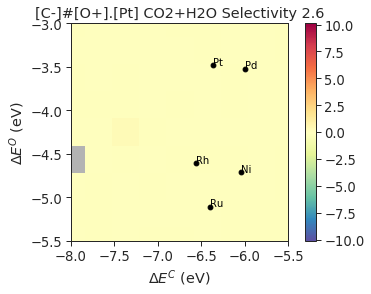 [C-]#[O+].[Pt] CO2+H2O Selectivity 2.6
−3.0
−3.5
−4.0
−4.5
−5.0
−5.5
ΔE^O (eV)
Pt
Pd
Rh
Ni
Ru
−8.0 −7.5 −7.0 −6.5 −6.0 −5.5
ΔE^C (eV)
10.0
7.5
5.0
2.5
0.0
−2.5
−5.0
−7.5
−10.0